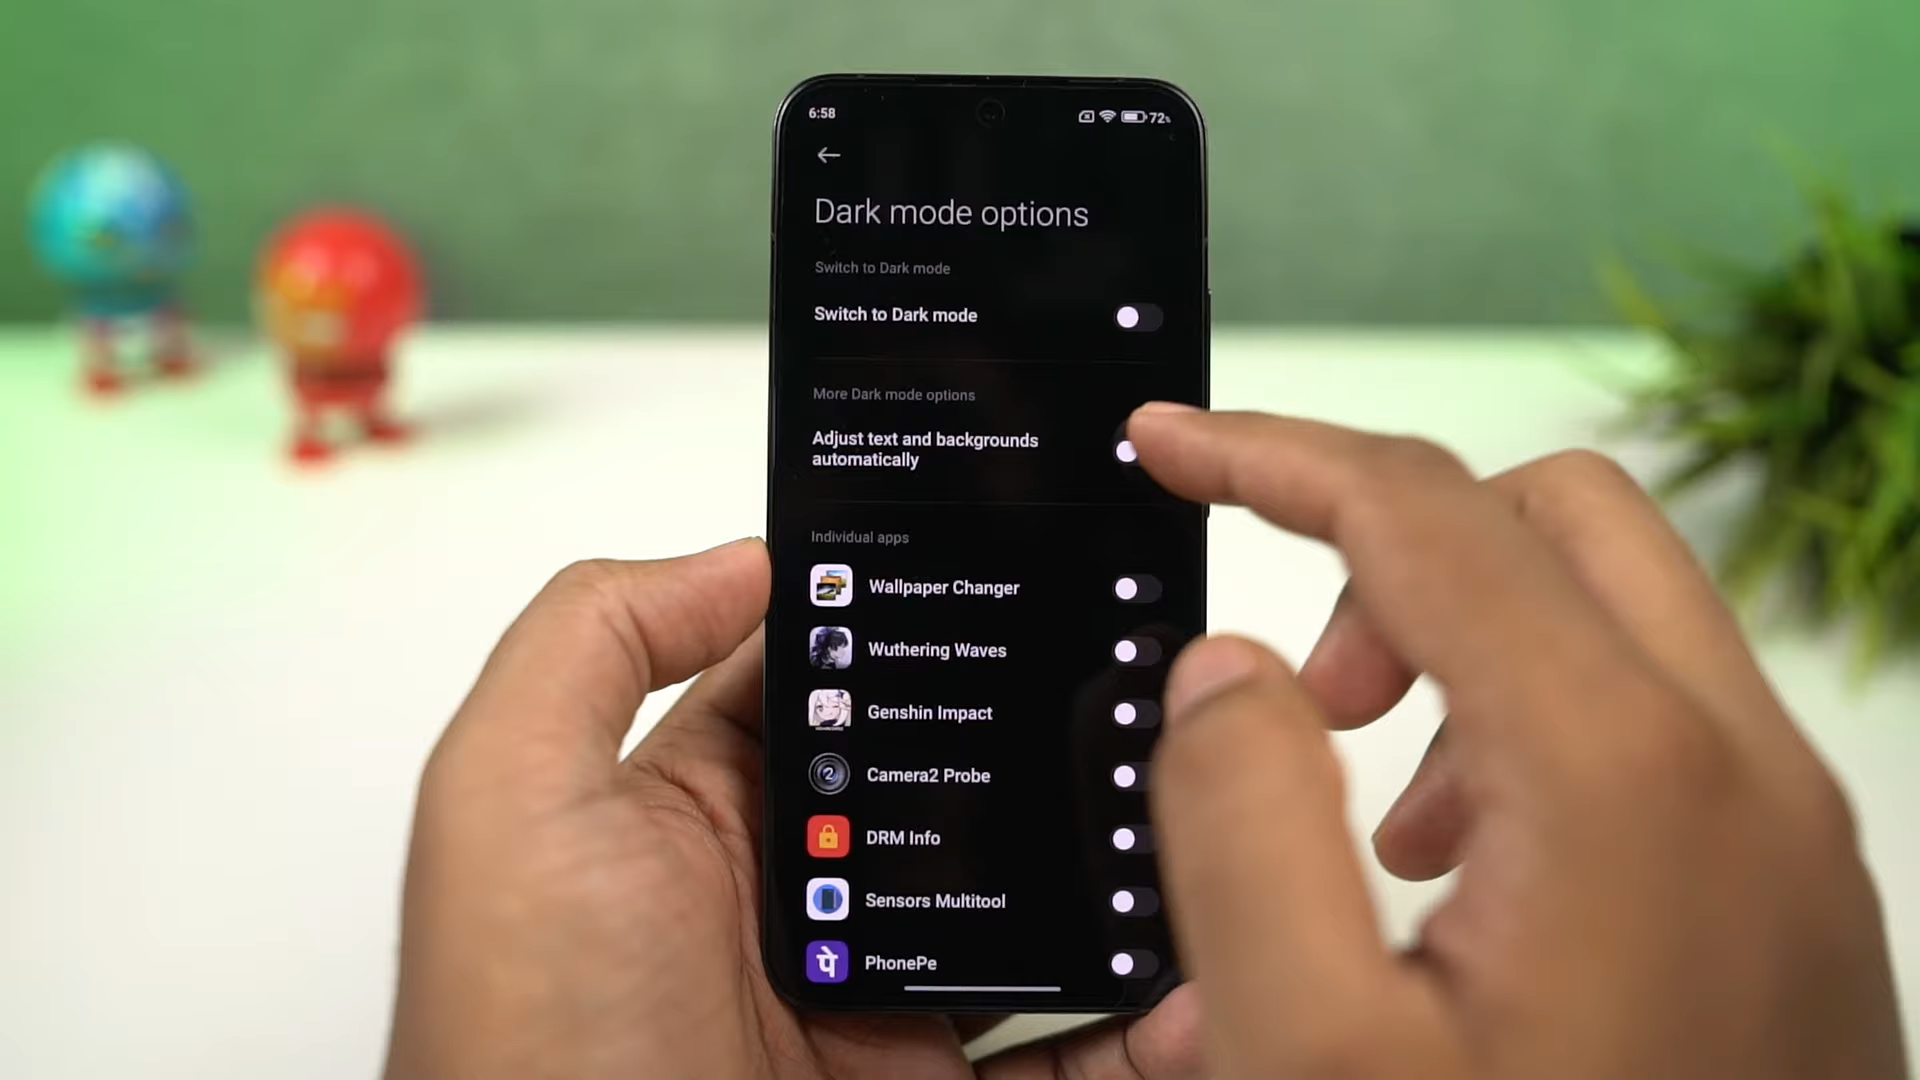 6:58
72%
Dark mode options
Switch to Dark mode
Switch to Dark mode
More Dark mode options
Adjust text and backgrounds
automatically
Individual apps
Wallpaper Changer
Wuthering Waves
Genshin Impact
2
Camera2 Probe
DRM Info
Sensors Multitool
पे
PhonePe